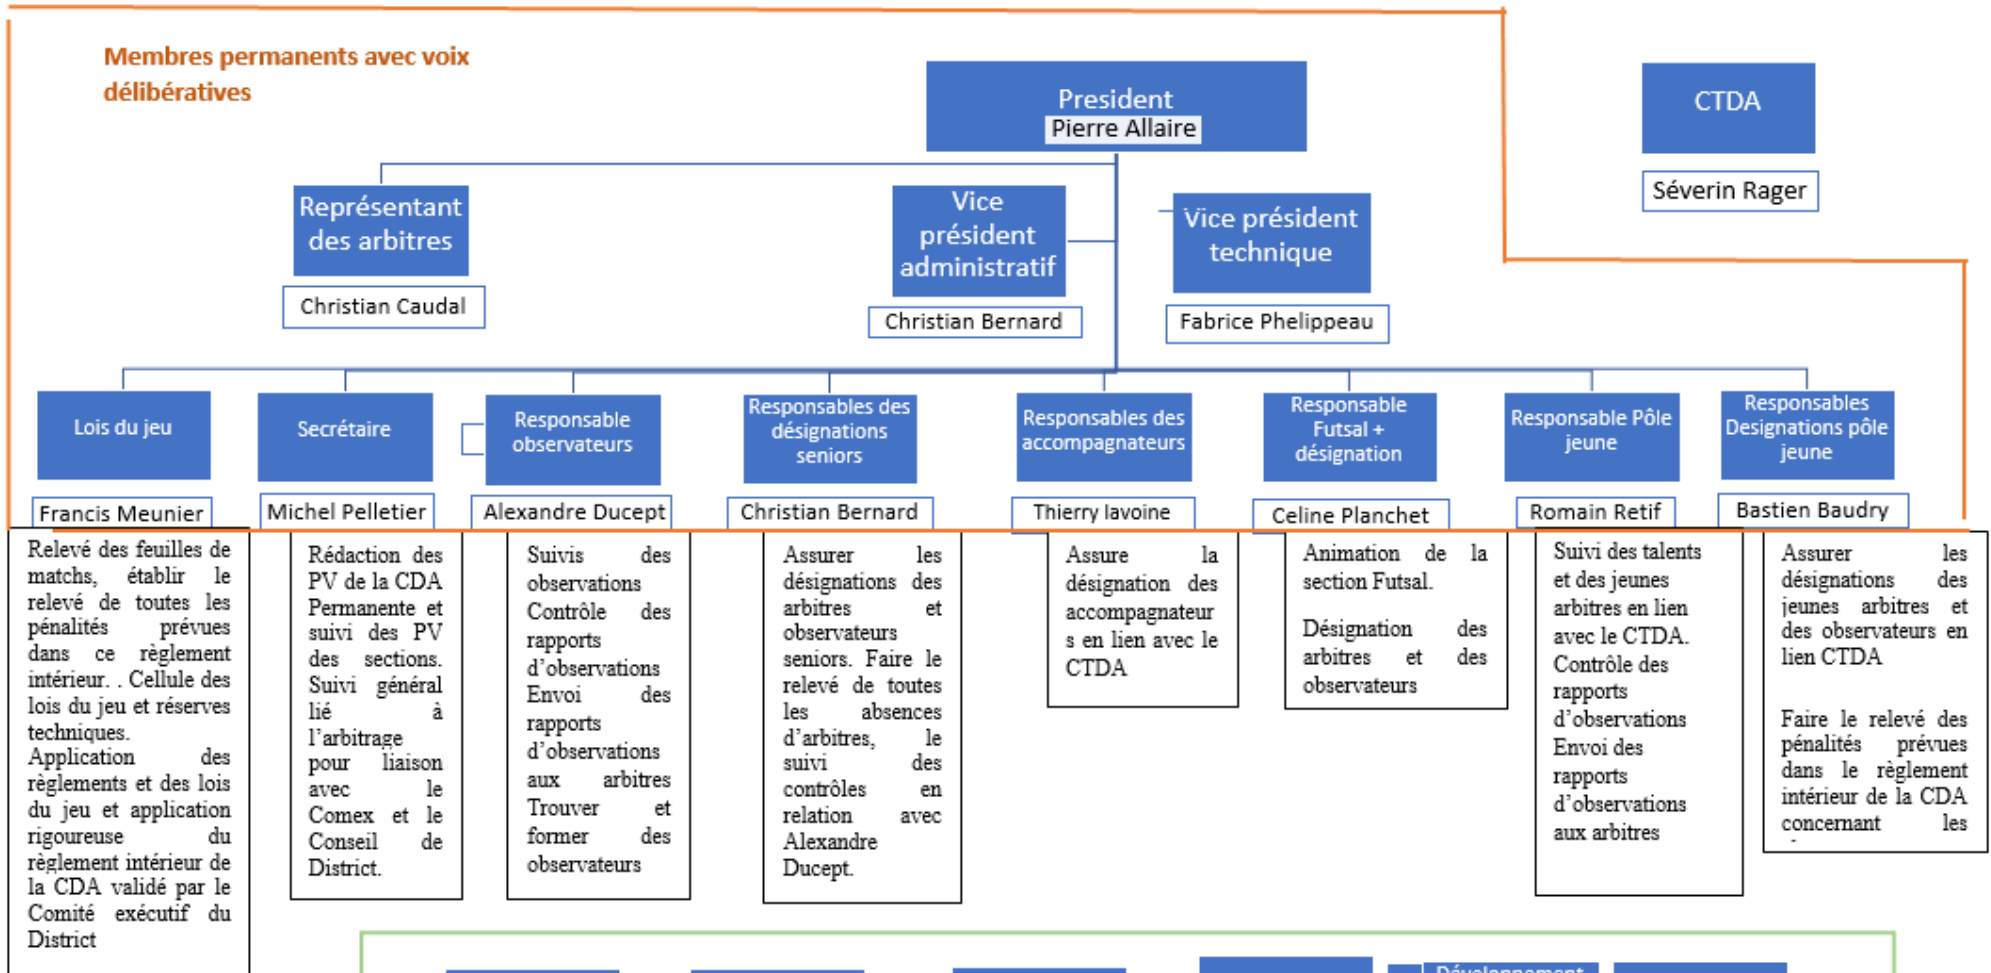 Membres permanents avec voix
délibératives
President
Pierre Allaire
CTDA
Séverin Rager
Représentant
des arbitres
Christian Caudal
Vice
président
administratif
Christian Bernard
Vice président
technique
Fabrice Phelippeau
Lois du jeu
Francis Meunier
Secrétaire
Michel Pelletier
Responsable
observateurs
Alexandre Ducept
Responsables des
désignations
seniors
Christian Bernard
Responsables des
accompagnateurs
Thierry lavoine
Responsable
Futsal +
désignation
Celine Planchet
Responsable Pôle
jeune
Romain Retif
Responsables
Designations pôle
jeune
Bastien Baudry
Relevé des feuilles de
matchs, établir le
relevé de toutes les
pénalités prévues
dans ce règlement
intérieur. . Cellule des
lois du jeu et réserves
techniques.
Application des
règlements et des lois
du jeu et application
rigoureuse du
règlement intérieur de
la CDA validé par le
Comité exécutif du
District
Rédaction des
PV de la CDA
Permanente et
suivi des PV
des sections.
Suivi général
lié à
l’arbitrage
pour liaison
avec le
Comex et le
Conseil de
District.
Suivis des
observations
Contrôle des
rapports
d’observations
Envoi des
rapports
d’observations
aux arbitres
Trouver et
former des
observateurs
Assurer les
désignations des
arbitres et
observateurs
seniors. Faire le
relevé de toutes
les absences
d’arbitres, le
suivi des
contrôles en
relation avec
Alexandre
Ducept.
Assure la
désignation des
accompagnateur
s en lien avec le
CTDA
Animation de la
section Futsal.
Désignation des
arbitres et des
observateurs
Suivi des talents
et des jeunes
arbitres en lien
avec le CTDA.
Contrôle des
rapports
d’observations
Envoi des
rapports
d’observations
aux arbitres
Assurer les
désignations des
jeunes arbitres et
des observateurs en
lien CTDA
Faire le relevé des
pénalités prévues
dans le règlement
intérieur de la CDA
concernant les
Développement